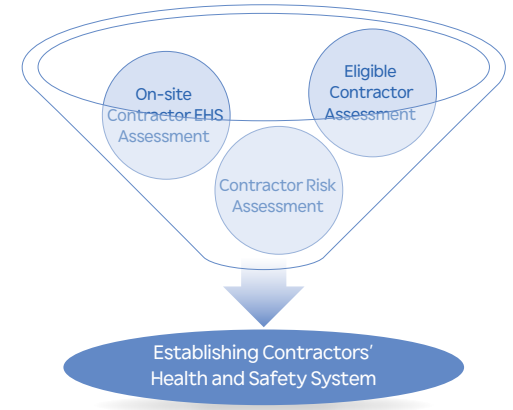 On-site
Contractor EHS
Assessment
Eligible
Contractor
Assessment
Contractor Risk
Assessment
Establishing Contractors’
Health and Safety System